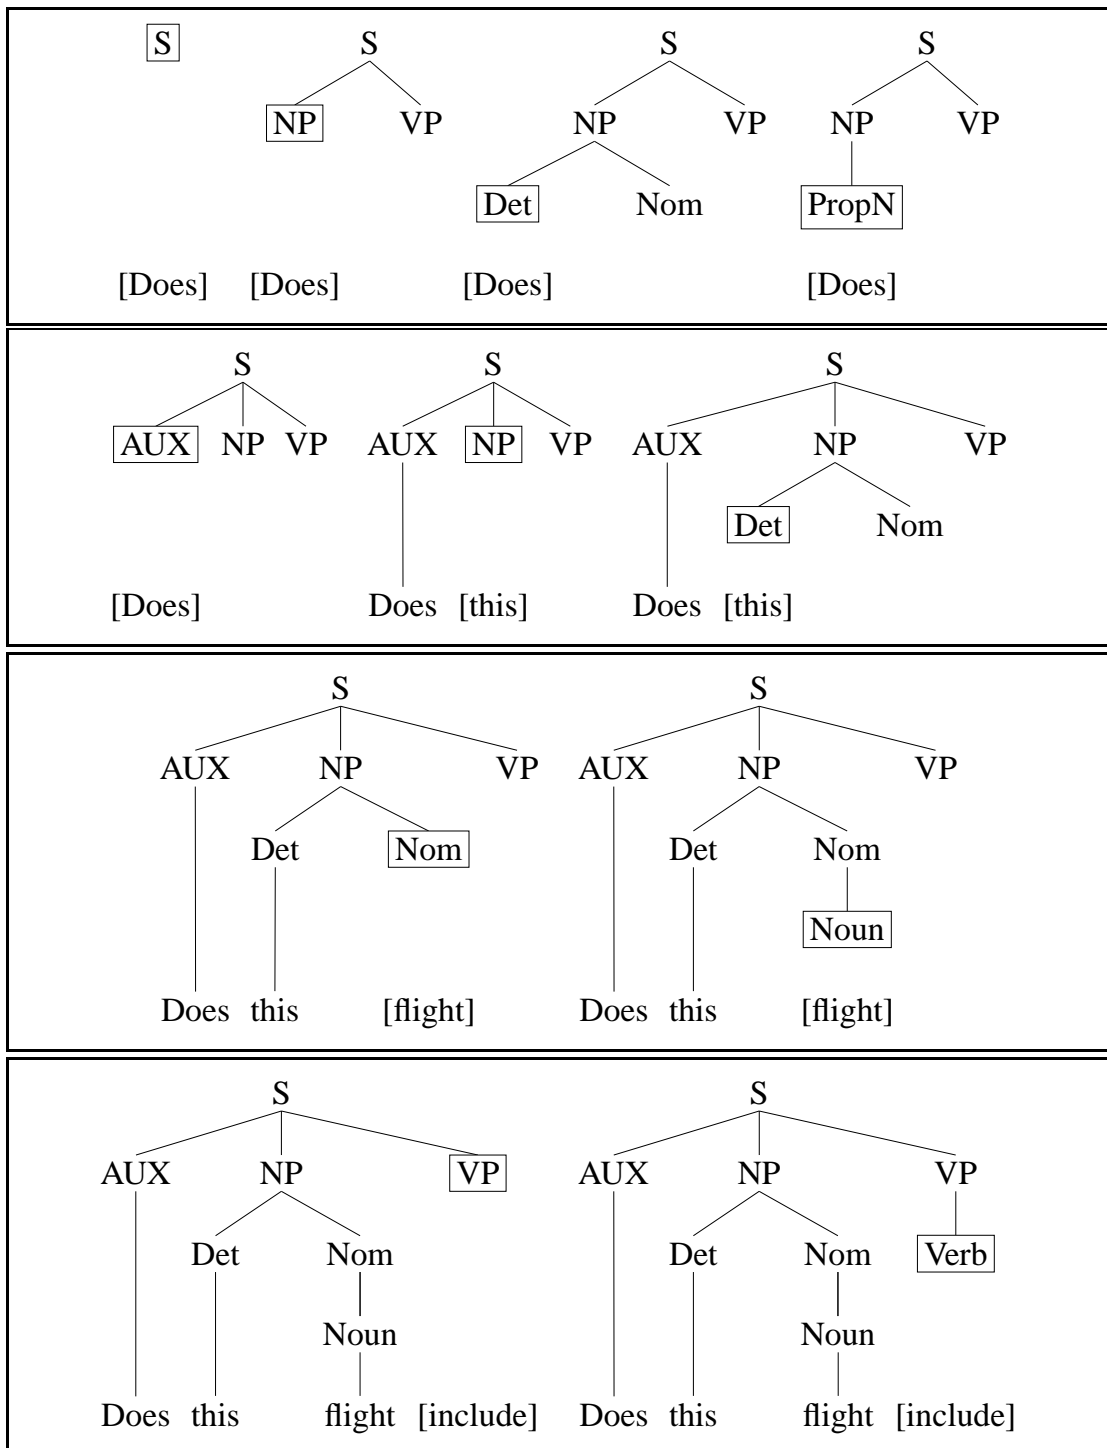 S S S S
NP VP NP VP NP VP
Det Nom PropN
[Does] [Does] [Does] [Does]
S S S
AUX NP VP AUX NP VP AUX NP VP
Det Nom
[Does] Does [this] Does [this]
S S
AUX NP VP AUX NP VP
Det Nom Det Nom
Noun
Does this [flight] Does this [flight]
S S
AUX NP VP AUX NP VP
Det Nom Det Nom Verb
Noun Noun
Does this flight [include] Does this flight [include]